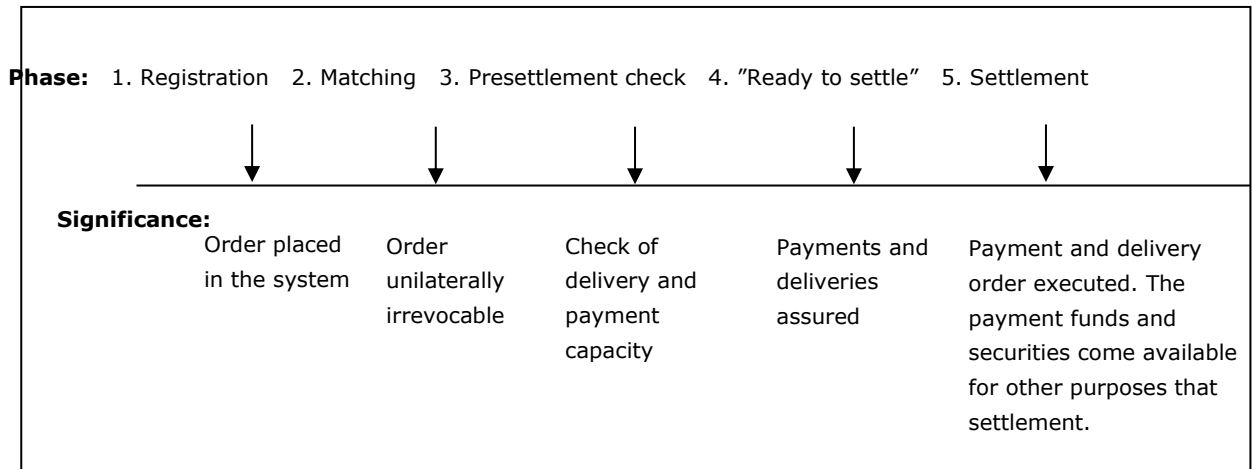 Phase: 1. Registration 2. Matching 3. Presettlement check 4. ”Ready to settle” 5. Settlement
Significance:
Order placed
in the system
Order
unilaterally
irrevocable
Check of
delivery and
payment
capacity
Payments and
deliveries
assured
Payment and delivery
order executed. The
payment funds and
securities come available
for other purposes that
settlement.